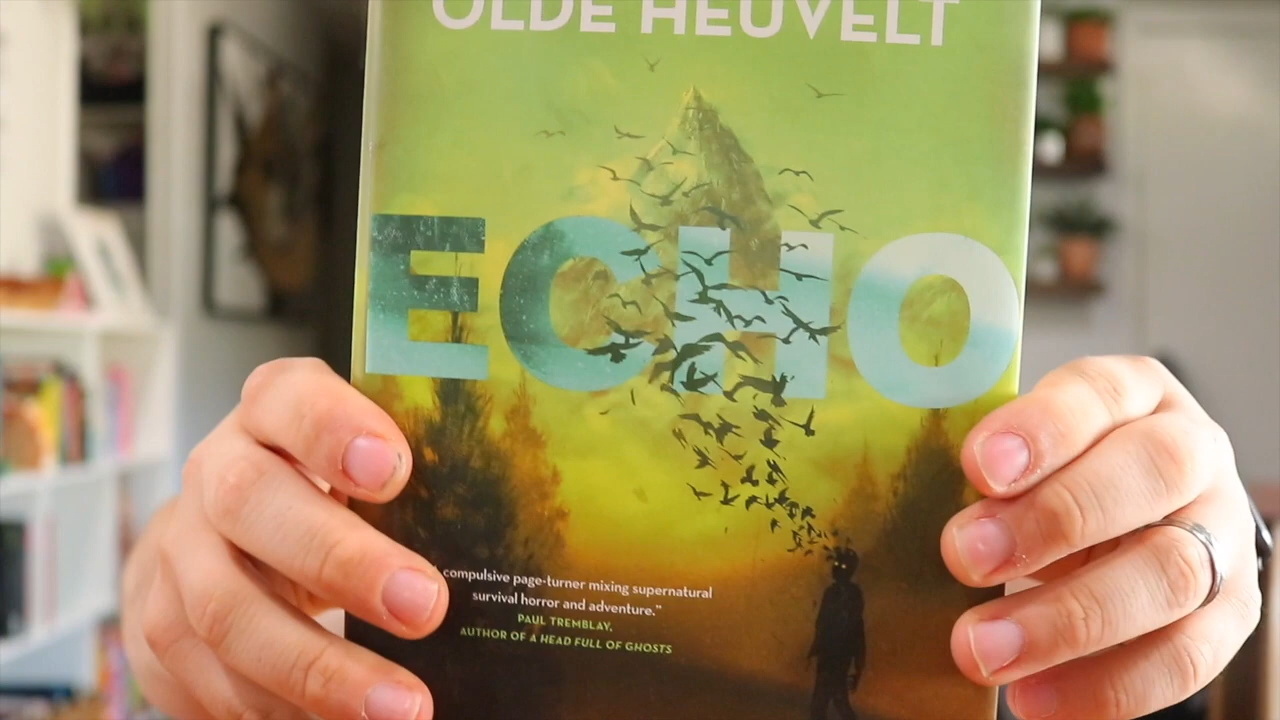 OLDE HEUVELT
ECHO
compulsive page-turner mixing supernatural
survival horror and adventure."
PAUL TREMBLAY,
AUTHOR OF A HEAD FULL OF GHOSTS